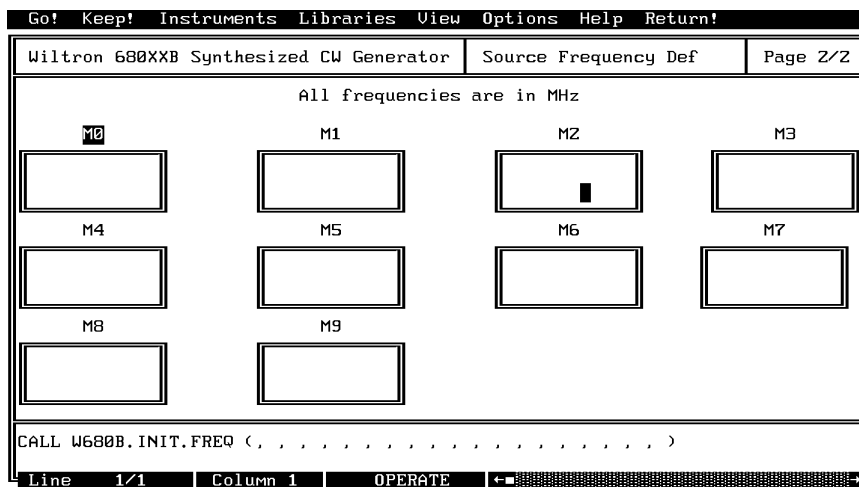 Go! Keep! Instruments Libraries View Options Help Return!
Wiltron 680XXB Synthesized CW Generator Source Frequency Def Page 2/2
All frequencies are in MHz
M0 M1 M2 M3
M4 M5 M6 M7
M8 M9
CALL W680B.INIT.FREQ (, , , , , , , , , , , , , , , , , , , )
Line 1/1 Column 1 OPERATE